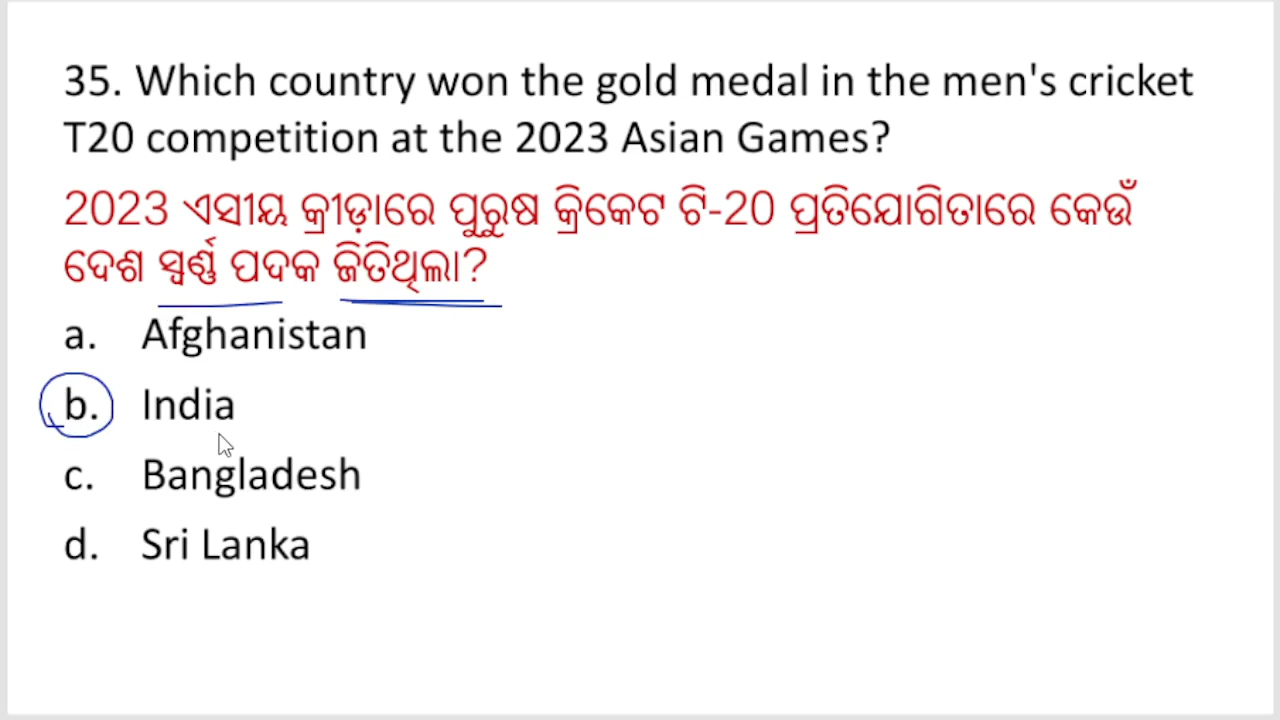 35. Which country won the gold medal in the men's cricket
T20 competition at the 2023 Asian Games?
2023 ଏସୀୟ କ୍ରୀଡ଼ାରେ ପୁରୁଷ କ୍ରିକେଟ ଟି-20 ପ୍ରତିଯୋଗିତାରେ କେଉଁ
ଦେଶ ସ୍ୱର୍ଣ୍ଣ ପଦକ ଜିତିଥିଲା?
a. Afghanistan
b. India
c. Bangladesh
d. Sri Lanka